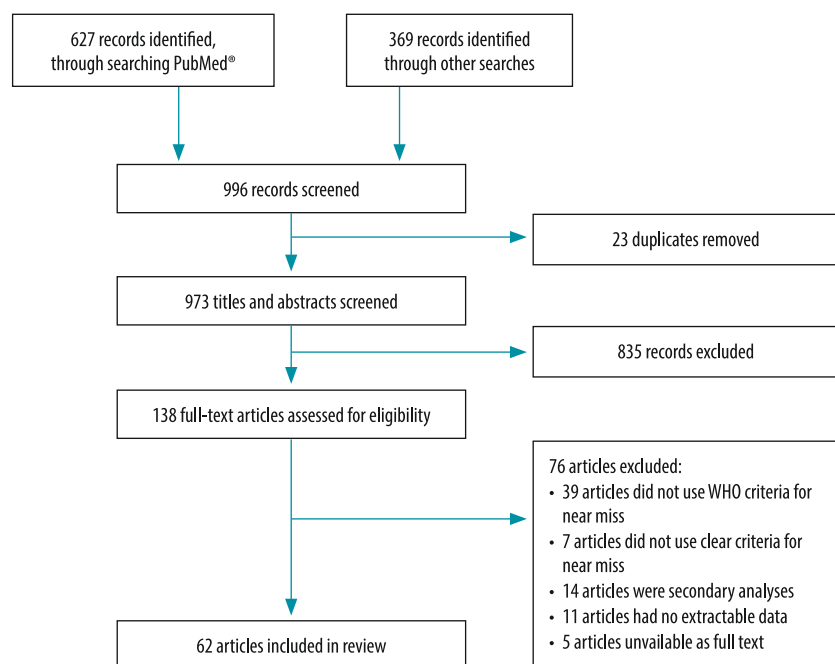 627 records identified,
through searching PubMed®
369 records identified
through other searches
996 records screened
23 duplicates removed
973 titles and abstracts screened
835 records excluded
138 full-text articles assessed for eligibility
76 articles excluded:
• 39 articles did not use WHO criteria for
near miss
• 7 articles did not use clear criteria for
near miss
• 14 articles were secondary analyses
• 11 articles had no extractable data
• 5 articles unvailable as full text
62 articles included in review